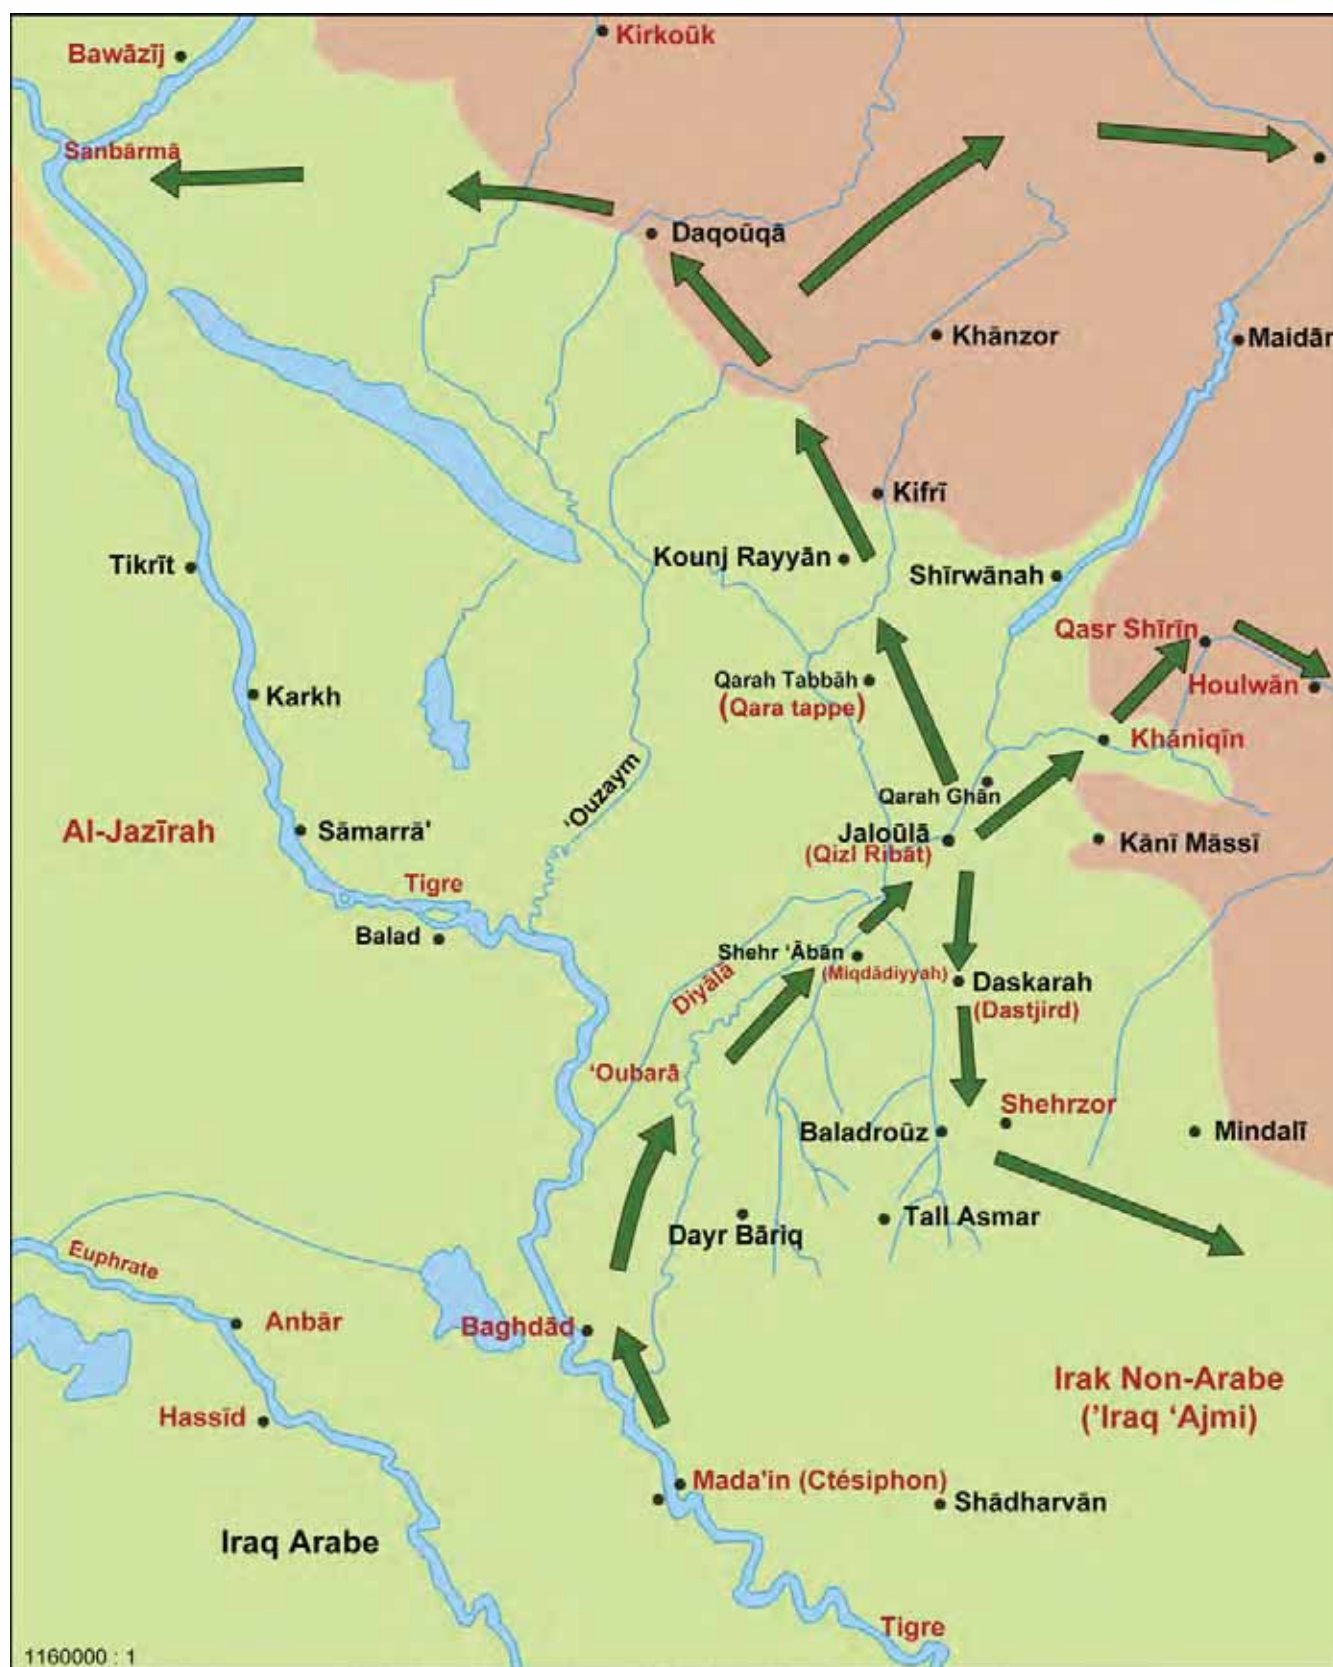 Kirkoūk
Bawāzīj
Sanbārmā
Daqoūqā
Khānzor
Maidār
Kifrī
Tikrīt
Kounj Rayyān
Shīrwānah
Qasr Shīrīn
Qarah Tabbāh
(Qara tappe)
Houlwān
Karkh
Khāniqīn
'Ouzaym
Qarah Ghān
Al-Jazīrah
Sāmarrā'
Jaloūlā
(Qizl Ribāt)
Kānī Māssī
Tigre
Balad
Shehr ‘Ābān
(Miqdādiyyah)
Diyālā
Daskarah
(Dastjird)
‘Oubarā
Shehrzor
Baladroūz
Mindalī
Dayr Bāriq
Tall Asmar
Euphrate
Anbār
Baghdād
Hassīd
Irak Non-Arabe
(’Iraq ‘Ajmi)
Mada'in (Ctésiphon)
Shādharvān
Iraq Arabe
Tigre
1160000 : 1